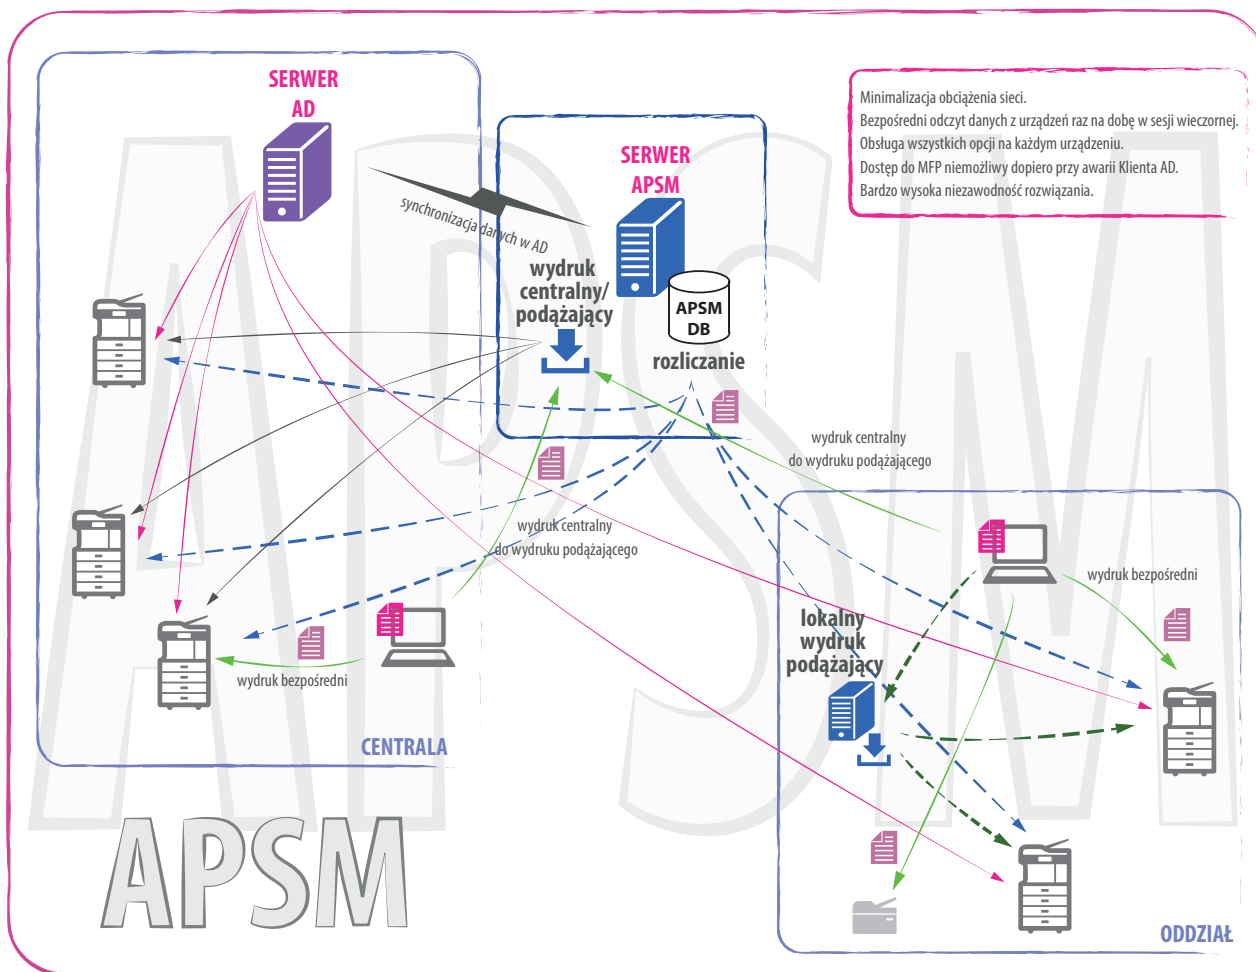 SERWER
AD
SERWER
APSM
synchronizacja danych w AD
wydruk
centralny/
podążający
APSM
DB
rozliczanie
Minimalizacja obciążenia sieci.
Bezpośredni odczyt danych z urządzeń raz na dobę w sesji wieczornej.
Obsługa wszystkich opcji na każdym urządzeniu.
Dostęp do MFP niemożliwy dopiero przy awarii Klienta AD.
Bardzo wysoka niezawodność rozwiązania.
wydruk centralny
do wydruku podążającego
wydruk centralny
do wydruku podążającego
wydruk bezpośredni
wydruk bezpośredni
lokalny
wydruk
podążający
CENTRALA
ODDZIAŁ
APSM
APSM